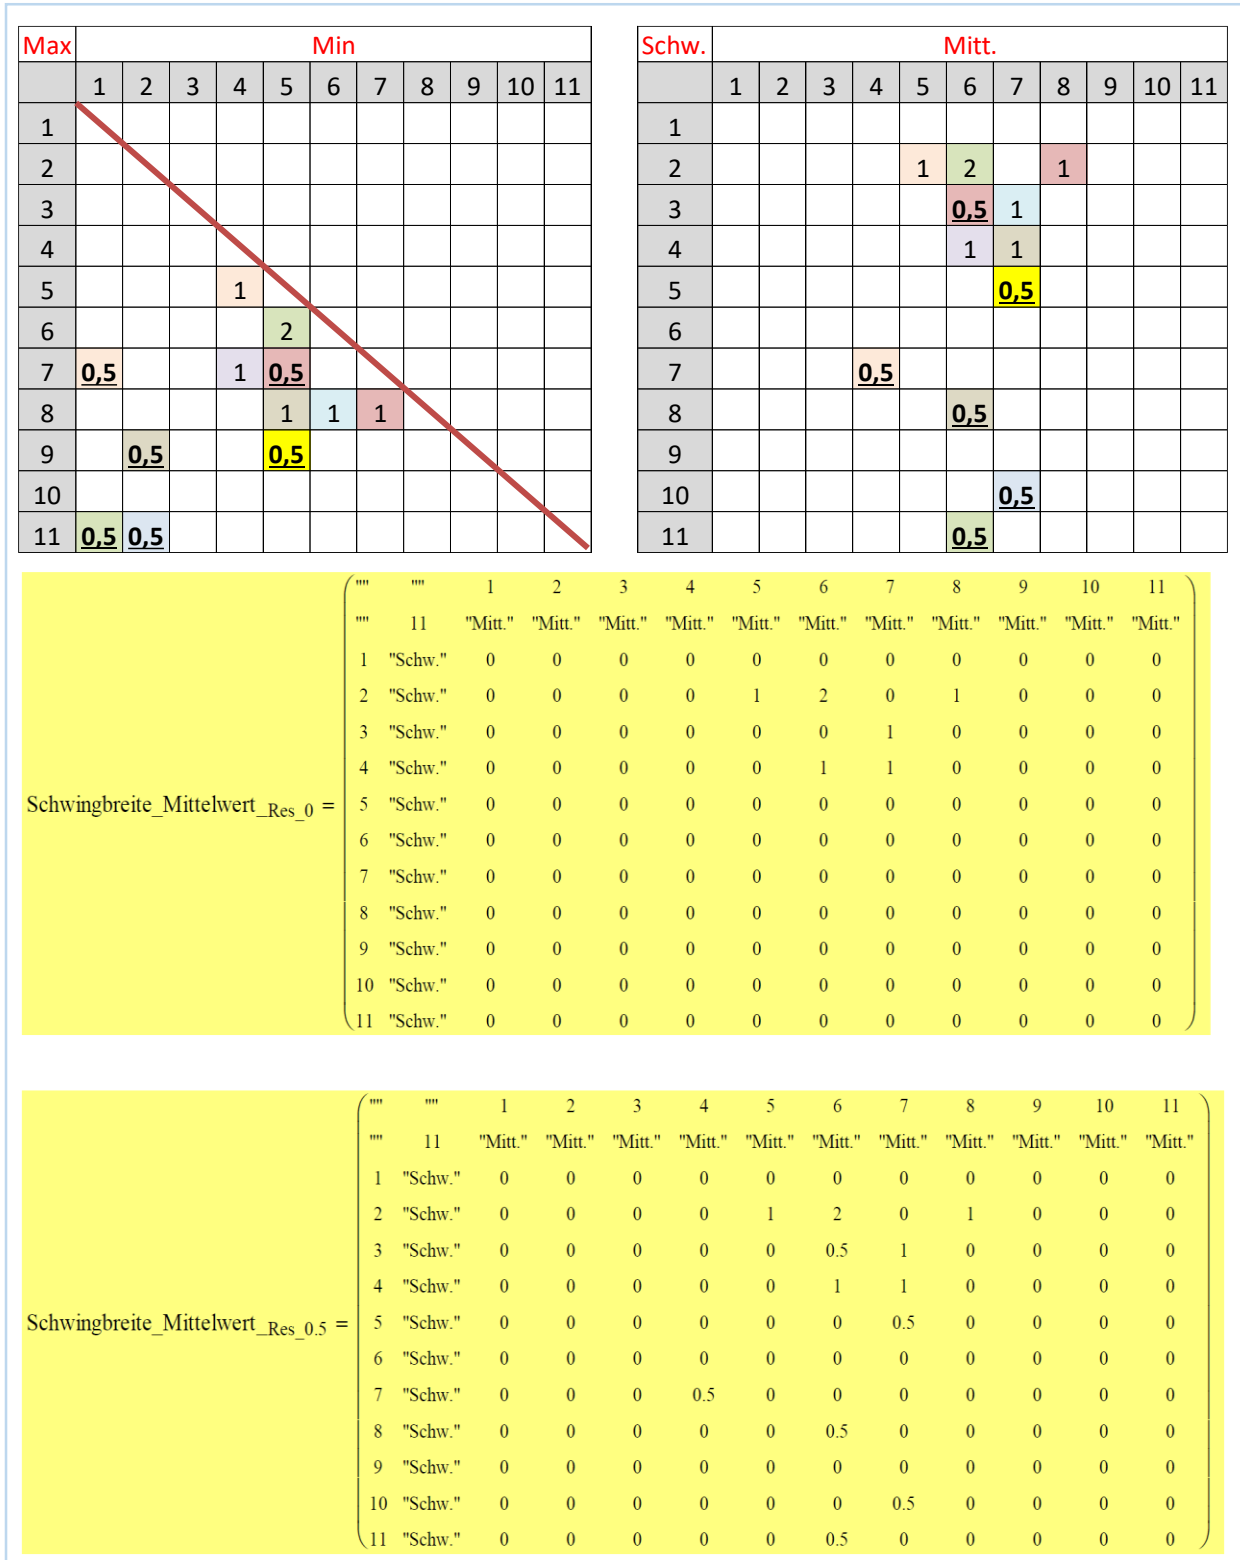 Max Min
1 2 3 4 5 6 7 8 9 10 11
1
2
3
4
5 1
6 2
7 0,5 1 0,5
8 1 1 1
9 0,5 0,5
10
11 0,5 0,5
Schw. Mitt.
1 2 3 4 5 6 7 8 9 10 11
1
2 1 2 1
3 0,5 1
4 1 1
5 0,5
6
7 0,5
8 0,5
9
10 0,5
11 0,5
Schwingbreite_Mittelwert_Res_0 =
"" "" 1 2 3 4 5 6 7 8 9 10 11
"" 11 "Mitt." "Mitt." "Mitt." "Mitt." "Mitt." "Mitt." "Mitt." "Mitt." "Mitt." "Mitt." "Mitt."
1 "Schw." 0 0 0 0 0 0 0 0 0 0 0
2 "Schw." 0 0 0 0 1 2 0 1 0 0 0
3 "Schw." 0 0 0 0 0 0 1 0 0 0 0
4 "Schw." 0 0 0 0 0 1 1 0 0 0 0
5 "Schw." 0 0 0 0 0 0 0 0 0 0 0
6 "Schw." 0 0 0 0 0 0 0 0 0 0 0
7 "Schw." 0 0 0 0 0 0 0 0 0 0 0
8 "Schw." 0 0 0 0 0 0 0 0 0 0 0
9 "Schw." 0 0 0 0 0 0 0 0 0 0 0
10 "Schw." 0 0 0 0 0 0 0 0 0 0 0
11 "Schw." 0 0 0 0 0 0 0 0 0 0 0
Schwingbreite_Mittelwert_Res_0.5 =
"" "" 1 2 3 4 5 6 7 8 9 10 11
"" 11 "Mitt." "Mitt." "Mitt." "Mitt." "Mitt." "Mitt." "Mitt." "Mitt." "Mitt." "Mitt." "Mitt."
1 "Schw." 0 0 0 0 0 0 0 0 0 0 0
2 "Schw." 0 0 0 0 1 2 0 1 0 0 0
3 "Schw." 0 0 0 0 0 0.5 1 0 0 0 0
4 "Schw." 0 0 0 0 0 1 1 0 0 0 0
5 "Schw." 0 0 0 0 0 0 0.5 0 0 0 0
6 "Schw." 0 0 0 0 0 0 0 0 0 0 0
7 "Schw." 0 0 0 0.5 0 0 0 0 0 0 0
8 "Schw." 0 0 0 0 0 0.5 0 0 0 0 0
9 "Schw." 0 0 0 0 0 0 0 0 0 0 0
10 "Schw." 0 0 0 0 0 0 0.5 0 0 0 0
11 "Schw." 0 0 0 0 0 0.5 0 0 0 0 0